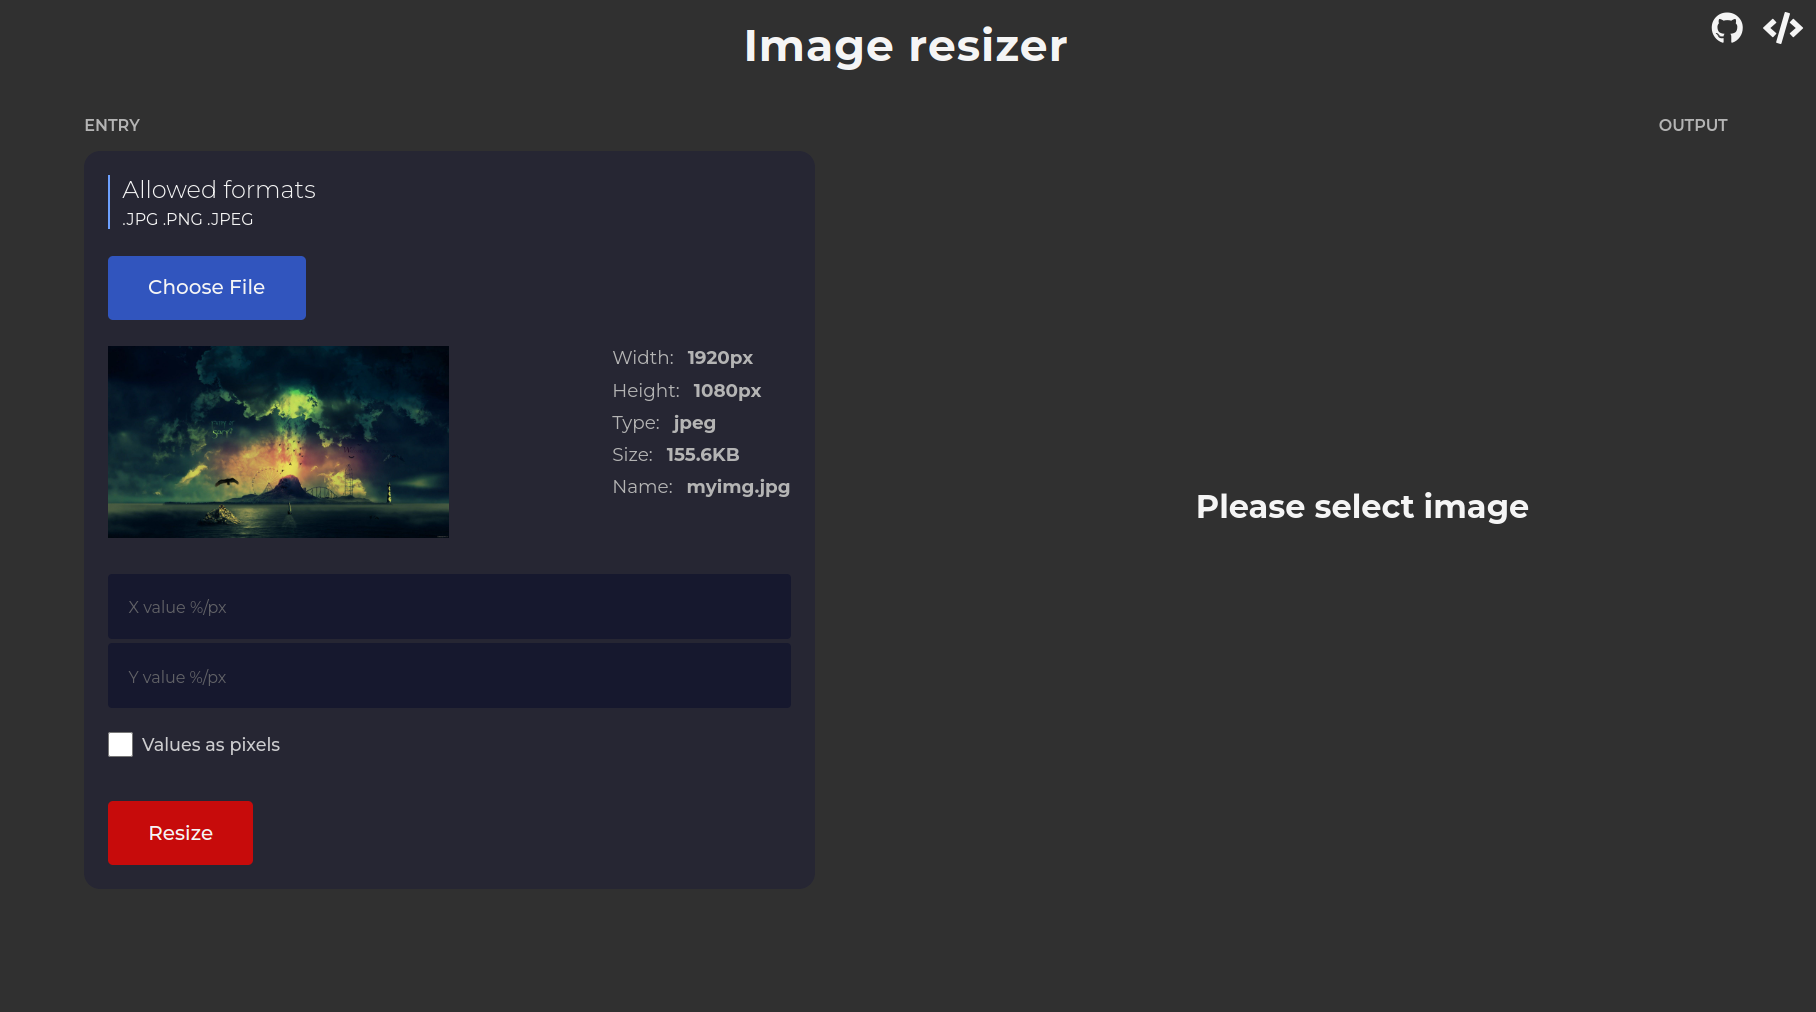 Image resizer
ENTRY
OUTPUT
Allowed formats
.JPG .PNG .JPEG
Choose File
Width: 1920px
Height: 1080px
Type: jpeg
Size: 155.6KB
Name: myimg.jpg
Please select image
X value %/px
Y value %/px
Values as pixels
Resize